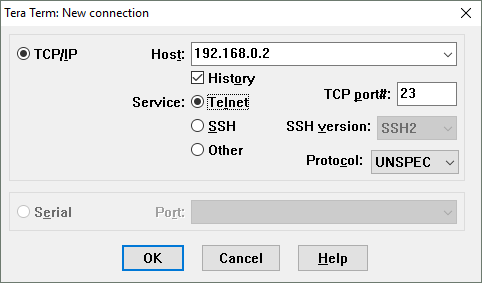 Tera Term: New connection
TCP/IP Host: 192.168.0.2
History
Service: Telnet TCP port#: 23
SSH SSH version: SSH2
Other Protocol: UNSPEC
Serial Port:
OK Cancel Help